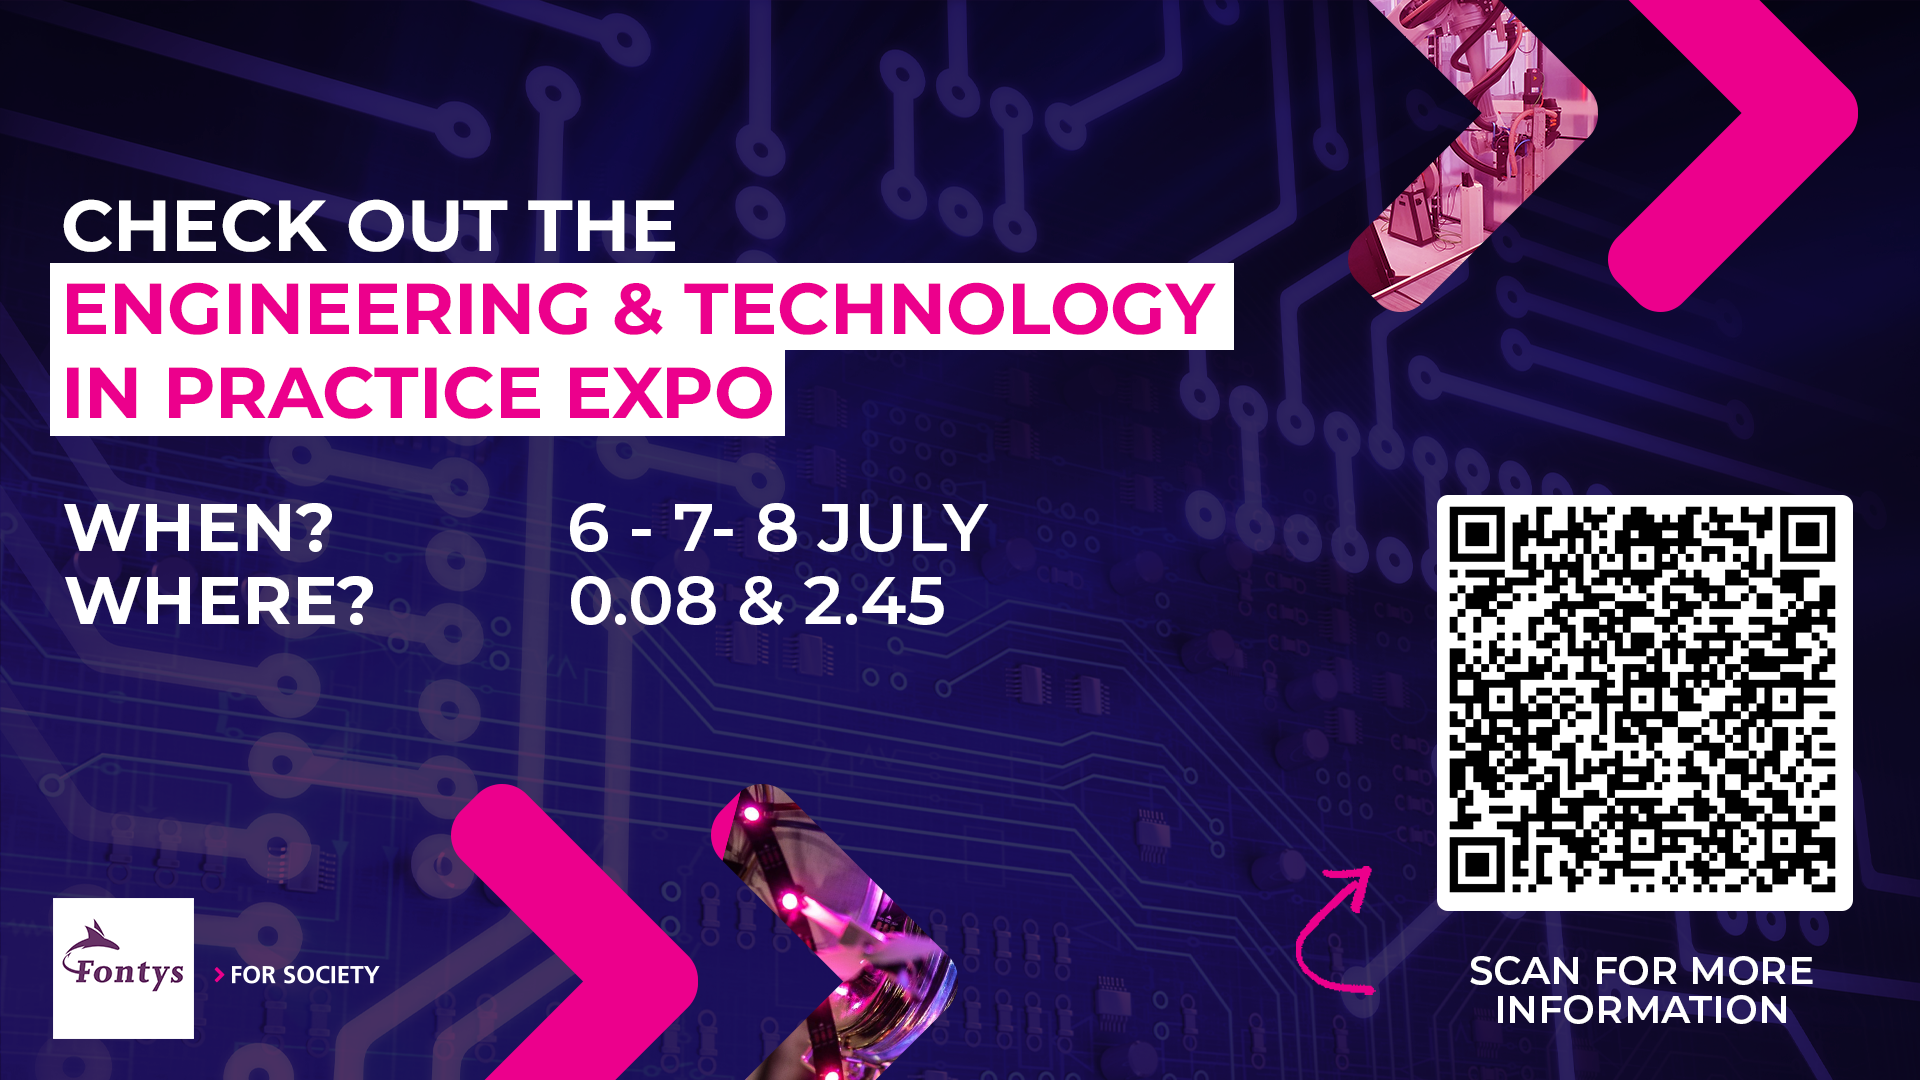 CHECK OUT THE
ENGINEERING & TECHNOLOGY
IN PRACTICE EXPO
WHEN? 6 - 7- 8 JULY
WHERE? 0.08 & 2.45
Fontys
> FOR SOCIETY
SCAN FOR MORE
INFORMATION